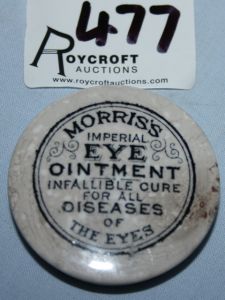 477
ROYCROFT
AUCTIONS
www.roycroftauctions.com
MORRIS'S
IMPERIAL
EYE
OINTMENT
INFALLIBLE CURE
FOR ALL
DISEASES
OF
THE EYES